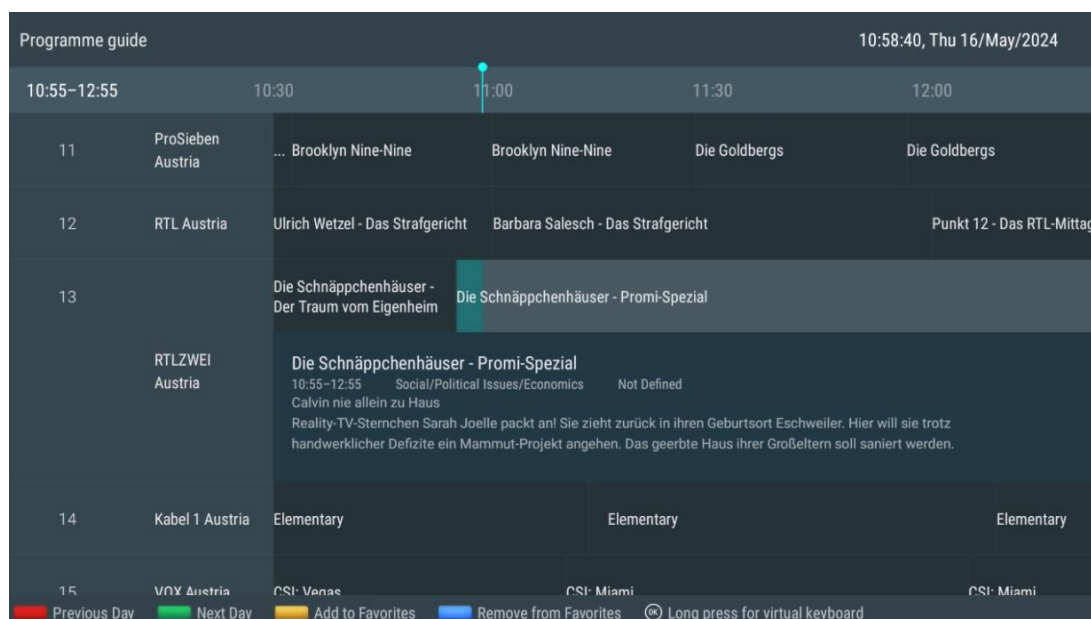 Programme guide 10:58:40, Thu 16/May/2024
10:55–12:55 10:30 11:00 11:30 12:00
11 ProSieben Austria ... Brooklyn Nine-Nine Brooklyn Nine-Nine Die Goldbergs Die Goldbergs
12 RTL Austria Ulrich Wetzel - Das Strafgericht Barbara Salesch - Das Strafgericht Punkt 12 - Das RTL-Mittag
13 Die Schnäppchenhäuser -
Der Traum vom Eigenheim Die Schnäppchenhäuser - Promi-Spezial
RTLZWEI
Austria
Die Schnäppchenhäuser - Promi-Spezial
10:55–12:55 Social/Political Issues/Economics Not Defined
Calvin nie allein zu Haus
Reality-TV-Sternchen Sarah Joelle packt an! Sie zieht zurück in ihren Geburtsort Eschweiler. Hier will sie trotz
handwerklicher Defizite ein Mammut-Projekt angehen. Das geerbte Haus ihrer Großeltern soll saniert werden.
14 Kabel 1 Austria Elementary Elementary Elementary
15 VOX Austria CSI: Vegas CSI: Miami CSI: Miami
Previous Day Next Day Add to Favorites Remove from Favorites OK Long press for virtual keyboard